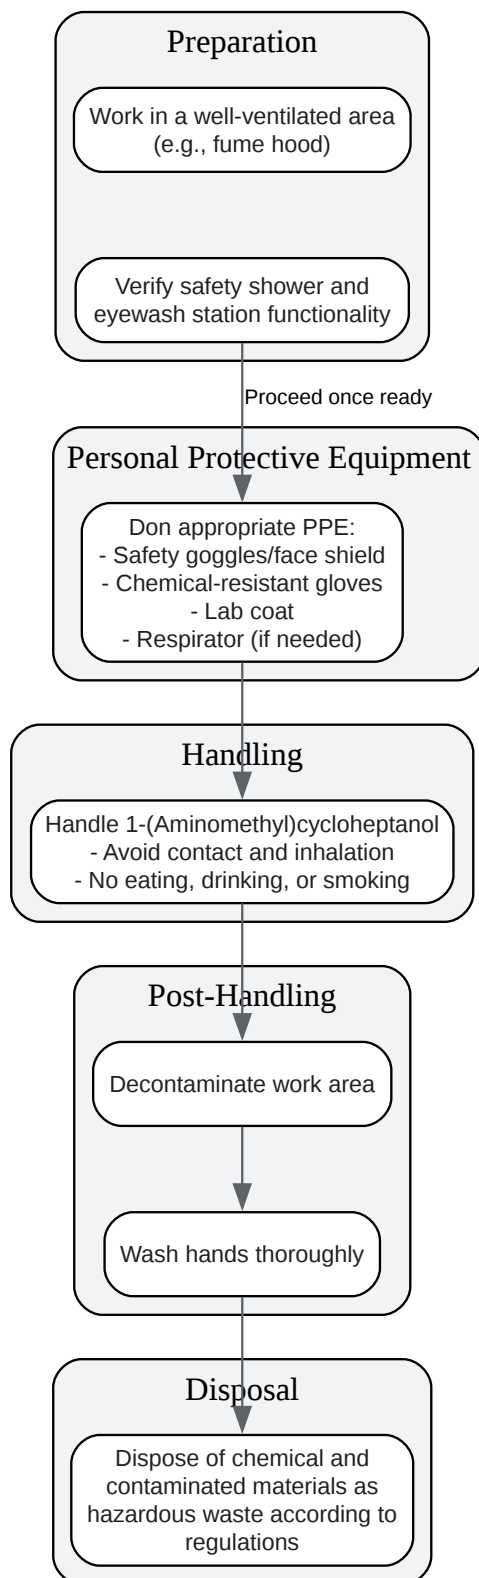 Preparation
Work in a well-ventilated area
(e.g., fume hood)
Verify safety shower and
eyewash station functionality
Proceed once ready
Personal Protective Equipment
Don appropriate PPE:
- Safety goggles/face shield
- Chemical-resistant gloves
- Lab coat
- Respirator (if needed)
Handling
Handle 1-(Aminomethyl)cycloheptanol
- Avoid contact and inhalation
- No eating, drinking, or smoking
Post-Handling
Decontaminate work area
Wash hands thoroughly
Disposal
Dispose of chemical and
contaminated materials as
hazardous waste according to
regulations